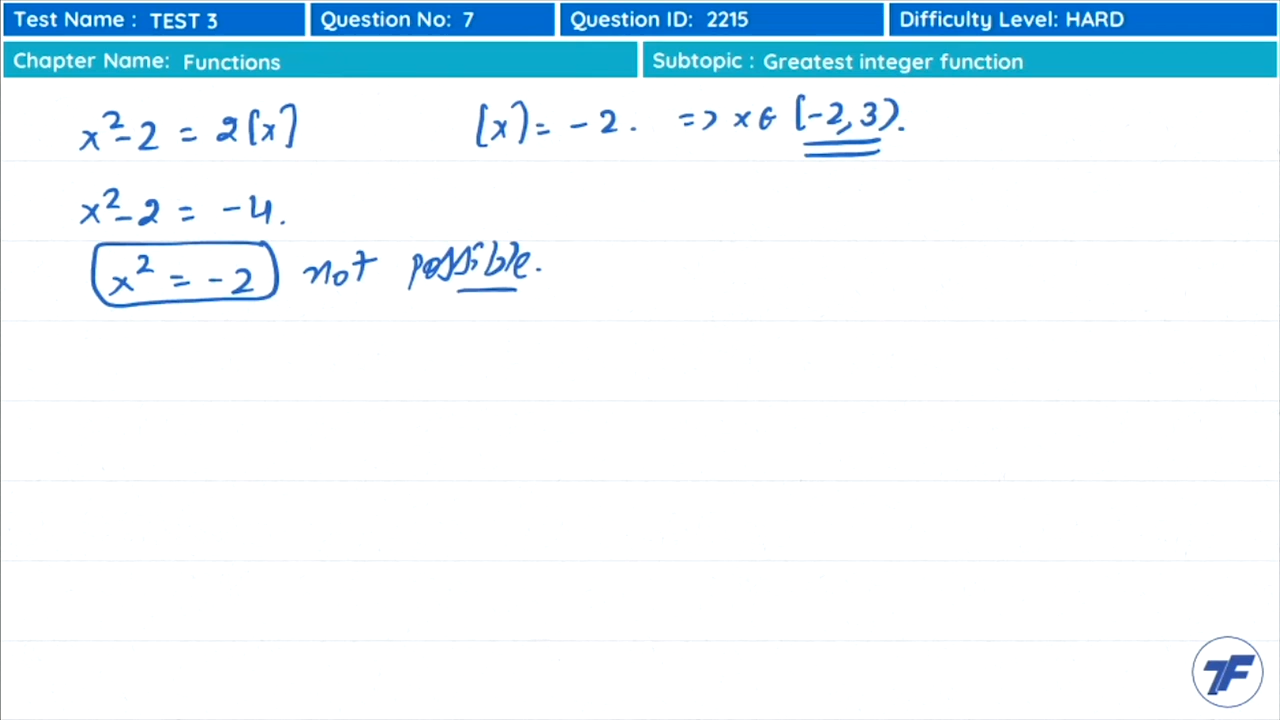 Test Name : TEST 3 Question No: 7 Question ID: 2215 Difficulty Level: HARD
Chapter Name: Functions Subtopic : Greatest integer function
x²-2 = 2[x] [x] = -2. => x ∈ [-2, 3).
x²-2 = -4.
x² = -2 not possible.
TF